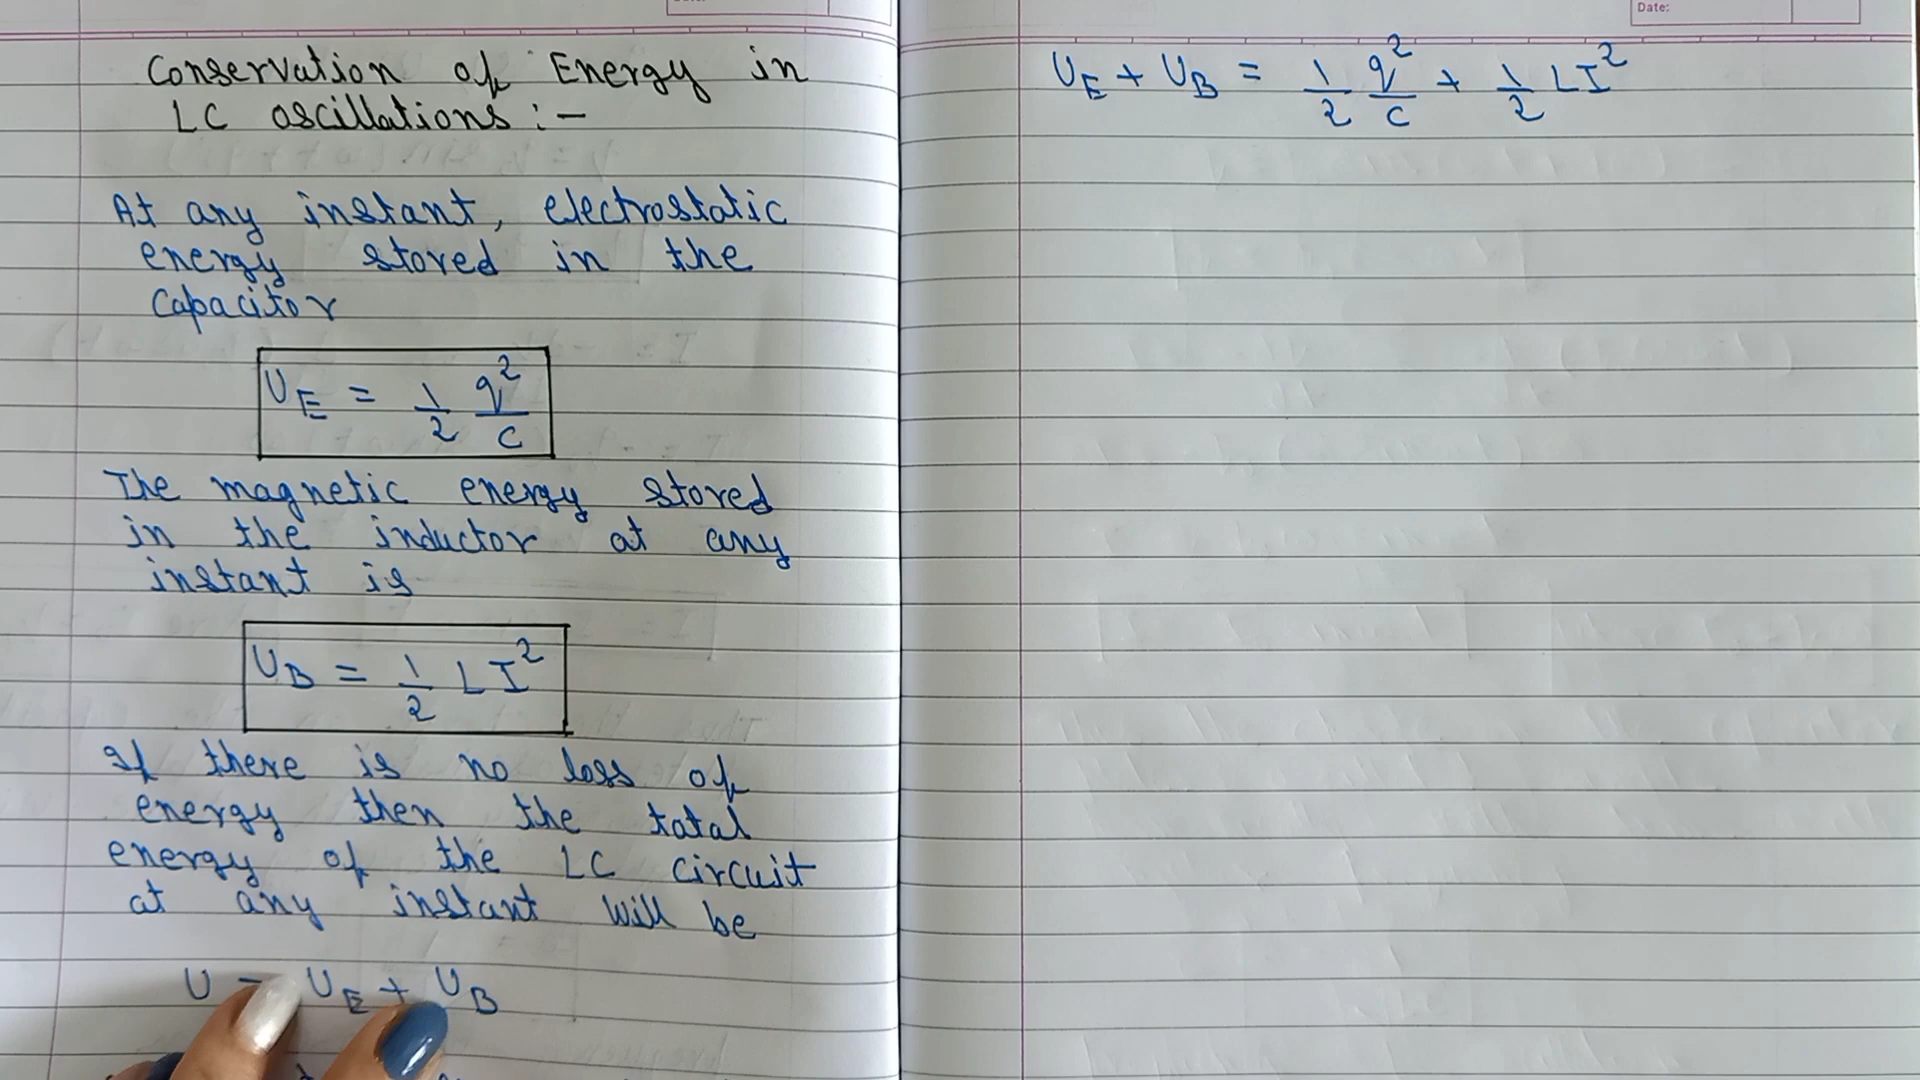 Conservation of Energy in
LC oscillations :-
At any instant, electrostatic
energy stored in the
capacitor
U_E = 1/2 q²/c
The magnetic energy stored
in the inductor at any
instant is
U_B = 1/2 LI²
If there is no loss of
energy then the total
energy of the LC circuit
at any instant will be
U = U_E + U_B
Date:
U_E + U_B = 1/2 q²/c + 1/2 LI²